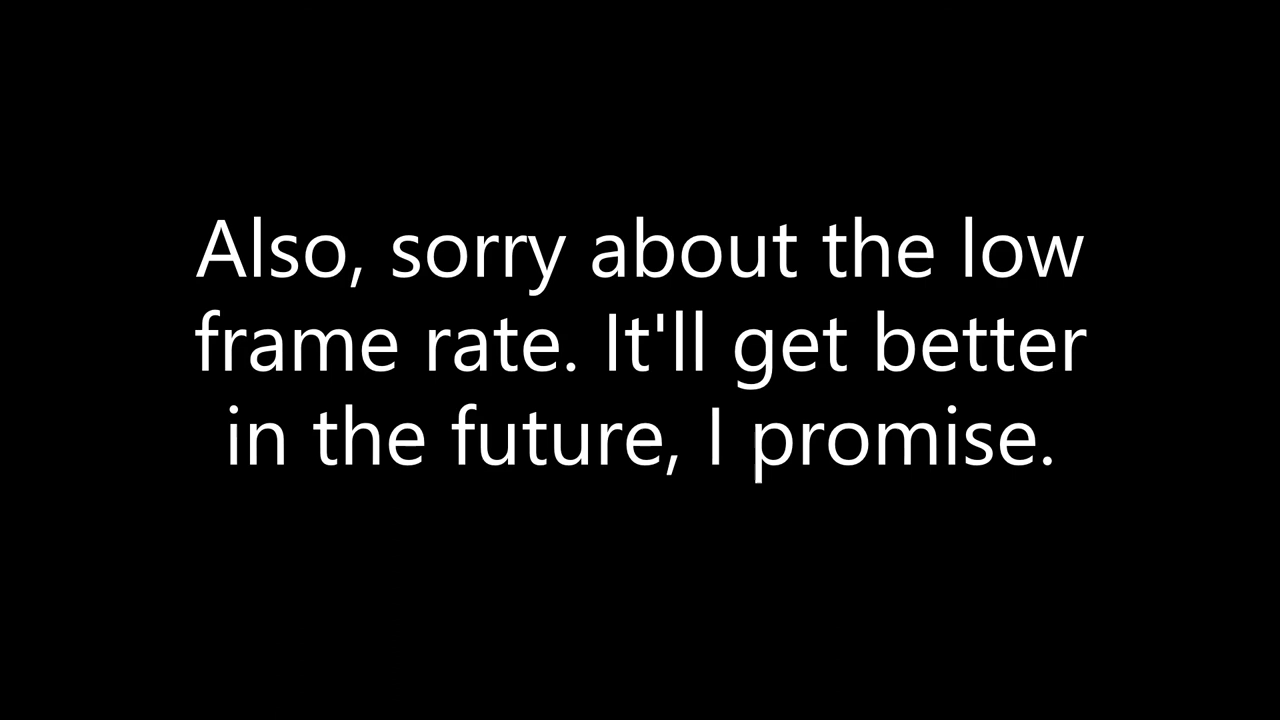 Also, sorry about the low
frame rate. It'll get better
in the future, I promise.